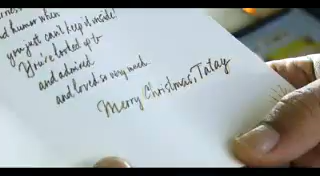 d humor when
you just can't keep it inside!
You're looked up to
and admired
and loved so very much.
Merry Christmas, Tatay